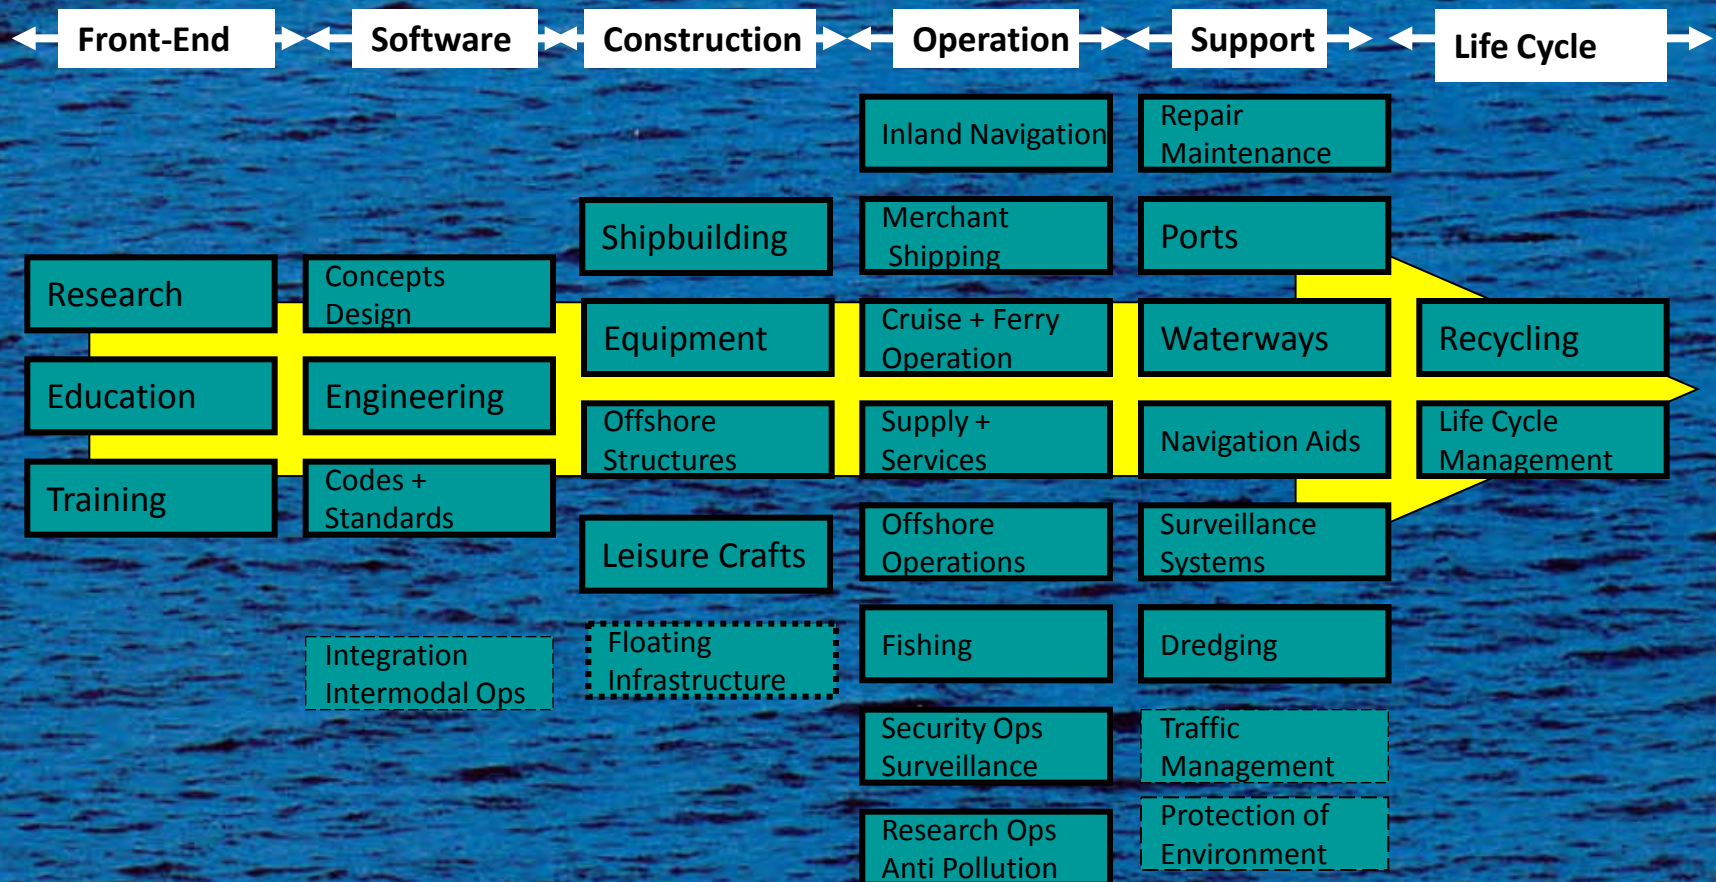 Front-End
Software
Construction
Operation
Support
Life Cycle
Research
Education
Training
Concepts
Design
Engineering
Codes +
Standards
Integration
Intermodal Ops
Shipbuilding
Equipment
Offshore
Structures
Leisure Crafts
Floating
Infrastructure
Inland Navigation
Merchant
Shipping
Cruise + Ferry
Operation
Supply +
Services
Offshore
Operations
Fishing
Security Ops
Surveillance
Research Ops
Anti Pollution
Repair
Maintenance
Ports
Waterways
Navigation Aids
Surveillance
Systems
Dredging
Traffic
Management
Protection of
Environment
Recycling
Life Cycle
Management